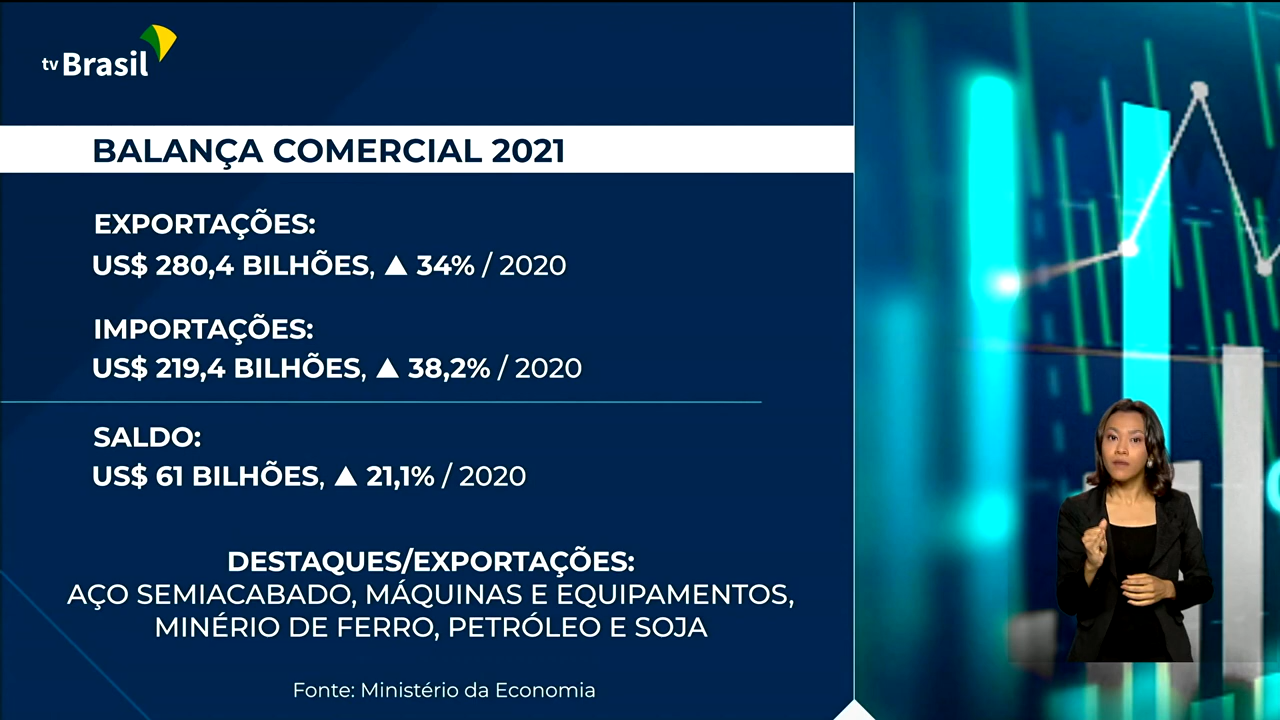 tv Brasil
BALANÇA COMERCIAL 2021
EXPORTAÇÕES:
US$ 280,4 BILHÕES, ▲ 34% / 2020
IMPORTAÇÕES:
US$ 219,4 BILHÕES, ▲ 38,2% / 2020
SALDO:
US$ 61 BILHÕES, ▲ 21,1% / 2020
DESTAQUES/EXPORTAÇÕES:
AÇO SEMIACABADO, MÁQUINAS E EQUIPAMENTOS,
MINÉRIO DE FERRO, PETRÓLEO E SOJA
Fonte: Ministério da Economia